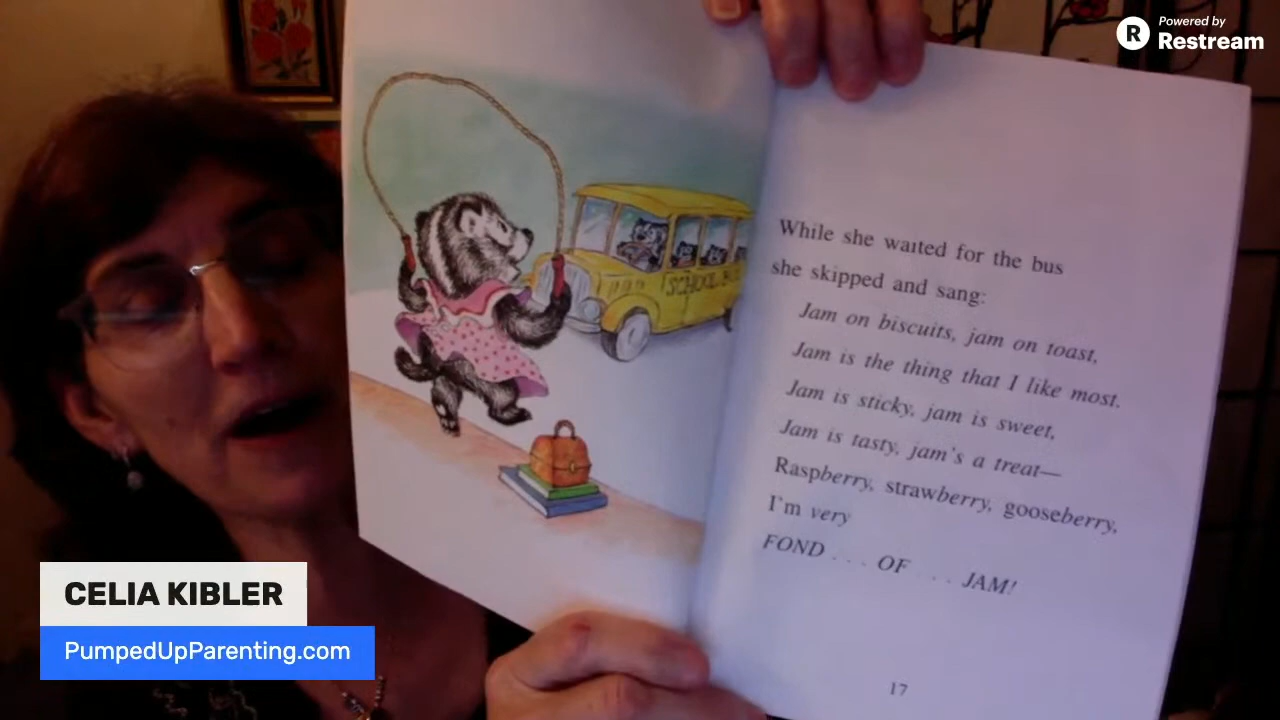 Powered by
R Restream
SCHOOL BUS
While she waited for the bus
she skipped and sang:
Jam on biscuits, jam on toast,
Jam is the thing that I like most.
Jam is sticky, jam is sweet,
Jam is tasty, jam's a treat—
Raspberry, strawberry, gooseberry,
I'm very
FOND . . . OF . . . JAM!
17
CELIA KIBLER
PumpedUpParenting.com